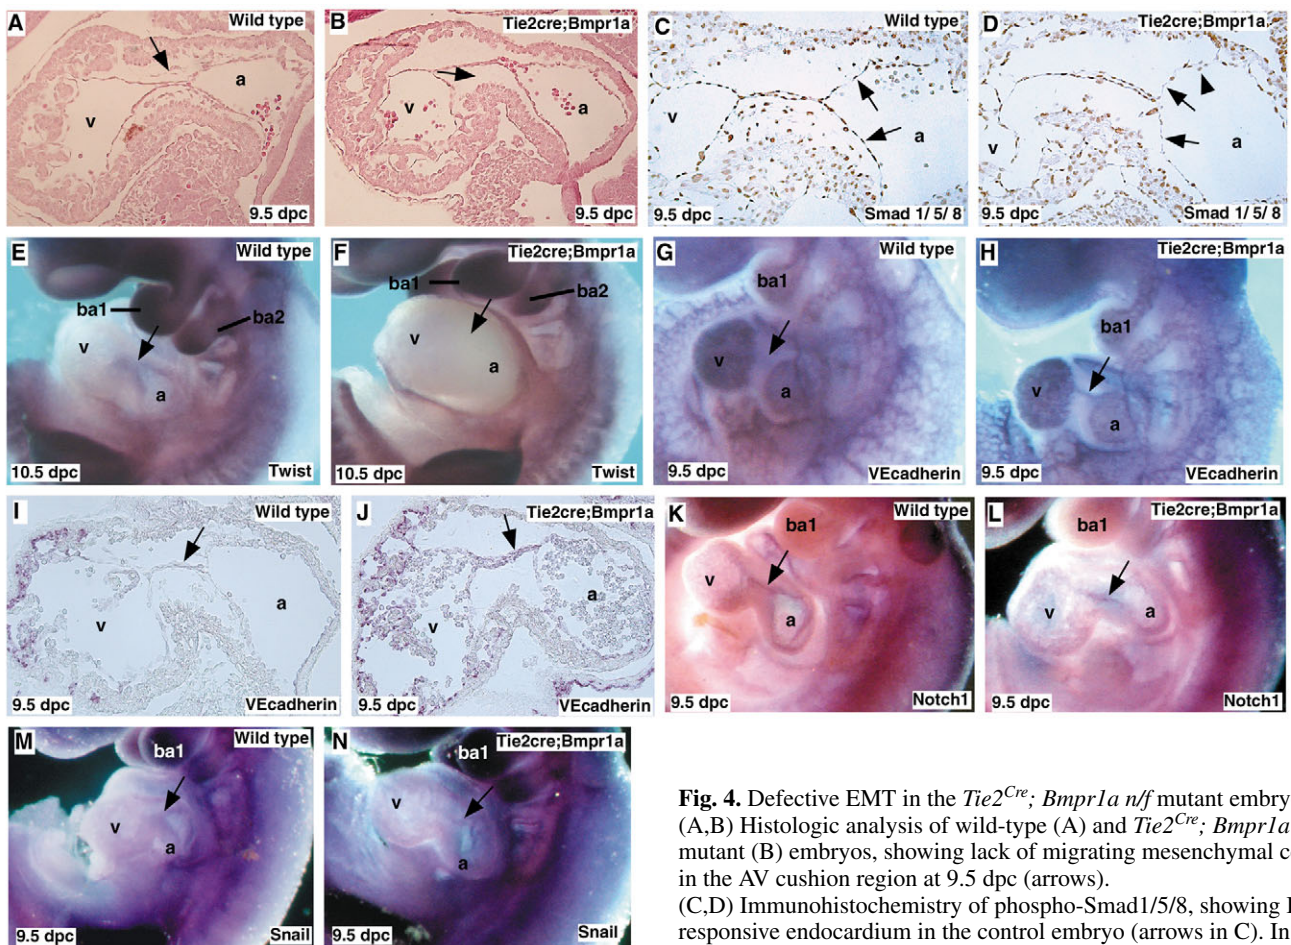 A Wild type
a
v
9.5 dpc
B Tie2cre;Bmpr1a
v
a
9.5 dpc
C Wild type
v
a
Smad 1/ 5/ 8
9.5 dpc
D Tie2cre;Bmpr1a
a
v
9.5 dpc
Smad 1/ 5/ 8
E Wild type
ba1
ba2
v
a
10.5 dpc
Twist
F Tie2cre;Bmpr1a
ba1
ba2
v
a
10.5 dpc
Twist
G Wild type
ba1
v
a
9.5 dpc
VEcadherin
H Tie2cre;Bmpr1a
ba1
v
a
9.5 dpc
VEcadherin
I Wild type
a
v
9.5 dpc
VEcadherin
J Tie2cre;Bmpr1a
a
v
9.5 dpc
VEcadherin
K Wild type
ba1
v
a
9.5 dpc
Notch1
L Tie2cre;Bmpr1a
ba1
v
a
9.5 dpc
Notch1
M Wild type
ba1
v
a
9.5 dpc
Snail
N Tie2cre;Bmpr1a
ba1
v
a
9.5 dpc
Snail
Fig. 4. Defective EMT in the Tie2Cre; Bmpr1a n/f mutant embry
(A,B) Histologic analysis of wild-type (A) and Tie2Cre; Bmpr1a
mutant (B) embryos, showing lack of migrating mesenchymal c
in the AV cushion region at 9.5 dpc (arrows).
(C,D) Immunohistochemistry of phospho-Smad1/5/8, showing
responsive endocardium in the control embryo (arrows in C). In